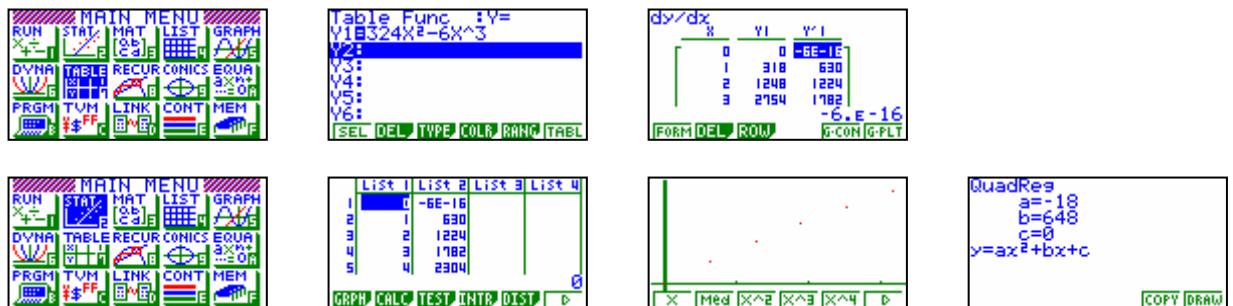 MAIN MENU
RUN STAT MAT LIST GRAPH
DYNA TABLE RECUR CONICS EQUA
PRGM TVM LINK CONT MEM
Table Func :Y=
Y1=324X²-6X^3
Y2:
Y3:
Y4:
Y5:
Y6:
SEL DEL TYPE COLR RANG TABL
dy/dx
X Y1 Y'1
0 0 -6E-16
1 318 630
2 1248 1224
3 2754 1782
-6.E-16
FORM DEL ROW G-CON G-PLT
MAIN MENU
RUN STAT MAT LIST GRAPH
DYNA TABLE RECUR CONICS EQUA
PRGM TVM LINK CONT MEM
List 1 List 2 List 3 List 4
1 0 -6E-16
2 1 630
3 2 1224
4 3 1782
5 4 2304
0
GRPH CALC TEST INTR DIST ▷
X Med X^2 X^3 X^4 ▷
QuadReg
a=-18
b=648
c=0
y=ax²+bx+c
COPY DRAW